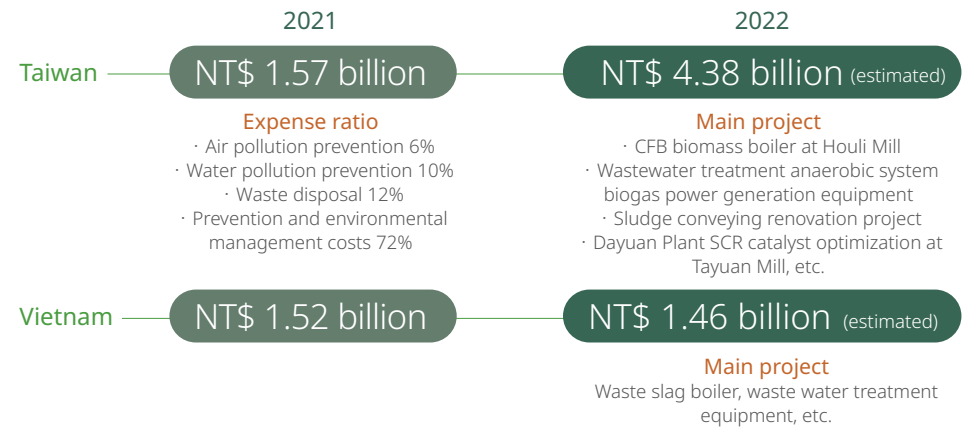 2021
2022
Taiwan
NT$ 1.57 billion
NT$ 4.38 billion (estimated)
Expense ratio
· Air pollution prevention 6%
· Water pollution prevention 10%
· Waste disposal 12%
· Prevention and environmental
management costs 72%
Main project
· CFB biomass boiler at Houli Mill
· Wastewater treatment anaerobic system
biogas power generation equipment
· Sludge conveying renovation project
· Dayuan Plant SCR catalyst optimization at
Tayuan Mill, etc.
Vietnam
NT$ 1.52 billion
NT$ 1.46 billion (estimated)
Main project
Waste slag boiler, waste water treatment
equipment, etc.